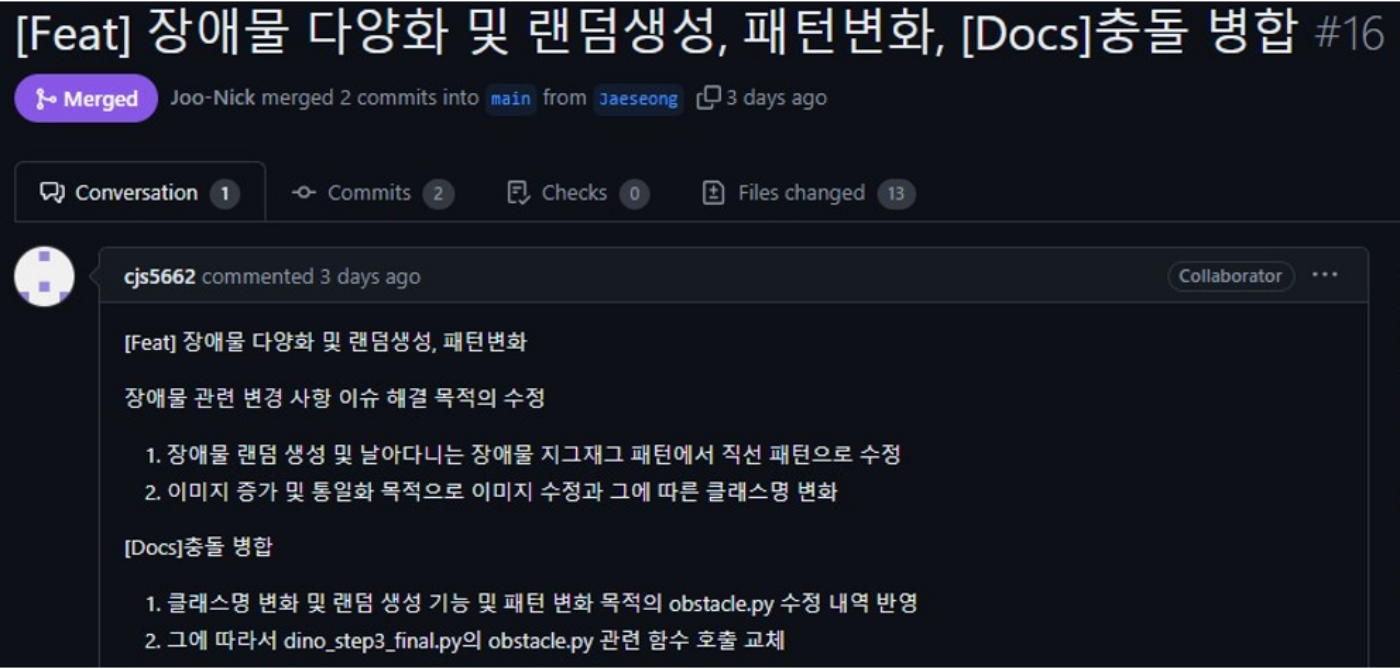 [Feat] 장애물 다양화 및 랜덤생성, 패턴변화, [Docs]충돌 병합 #16
Merged Joo-Nick merged 2 commits into main from Jaeseong 3 days ago
Conversation 1 Commits 2 Checks 0 Files changed 13
cjs5662 commented 3 days ago Collaborator ...
[Feat] 장애물 다양화 및 랜덤생성, 패턴변화
장애물 관련 변경 사항 이슈 해결 목적의 수정
1. 장애물 랜덤 생성 및 날아다니는 장애물 지그재그 패턴에서 직선 패턴으로 수정
2. 이미지 증가 및 통일화 목적으로 이미지 수정과 그에 따른 클래스명 변화
[Docs]충돌 병합
1. 클래스명 변화 및 랜덤 생성 기능 및 패턴 변화 목적의 obstacle.py 수정 내역 반영
2. 그에 따라서 dino_step3_final.py의 obstacle.py 관련 함수 호출 교체